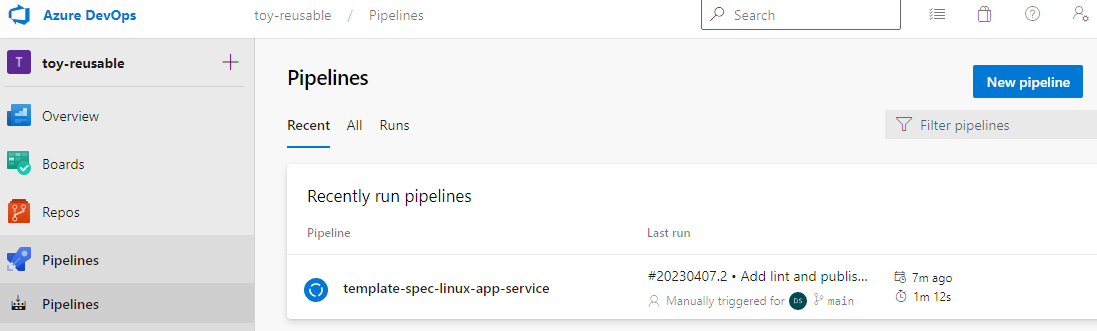 Azure DevOps
toy-reusable / Pipelines
Search
T toy-reusable
Overview
Boards
Repos
Pipelines
Pipelines
Pipelines
New pipeline
Recent All Runs
Filter pipelines
Recently run pipelines
Pipeline Last run
template-spec-linux-app-service
#20230407.2 • Add lint and publis...
Manually triggered for DS main
7m ago
1m 12s